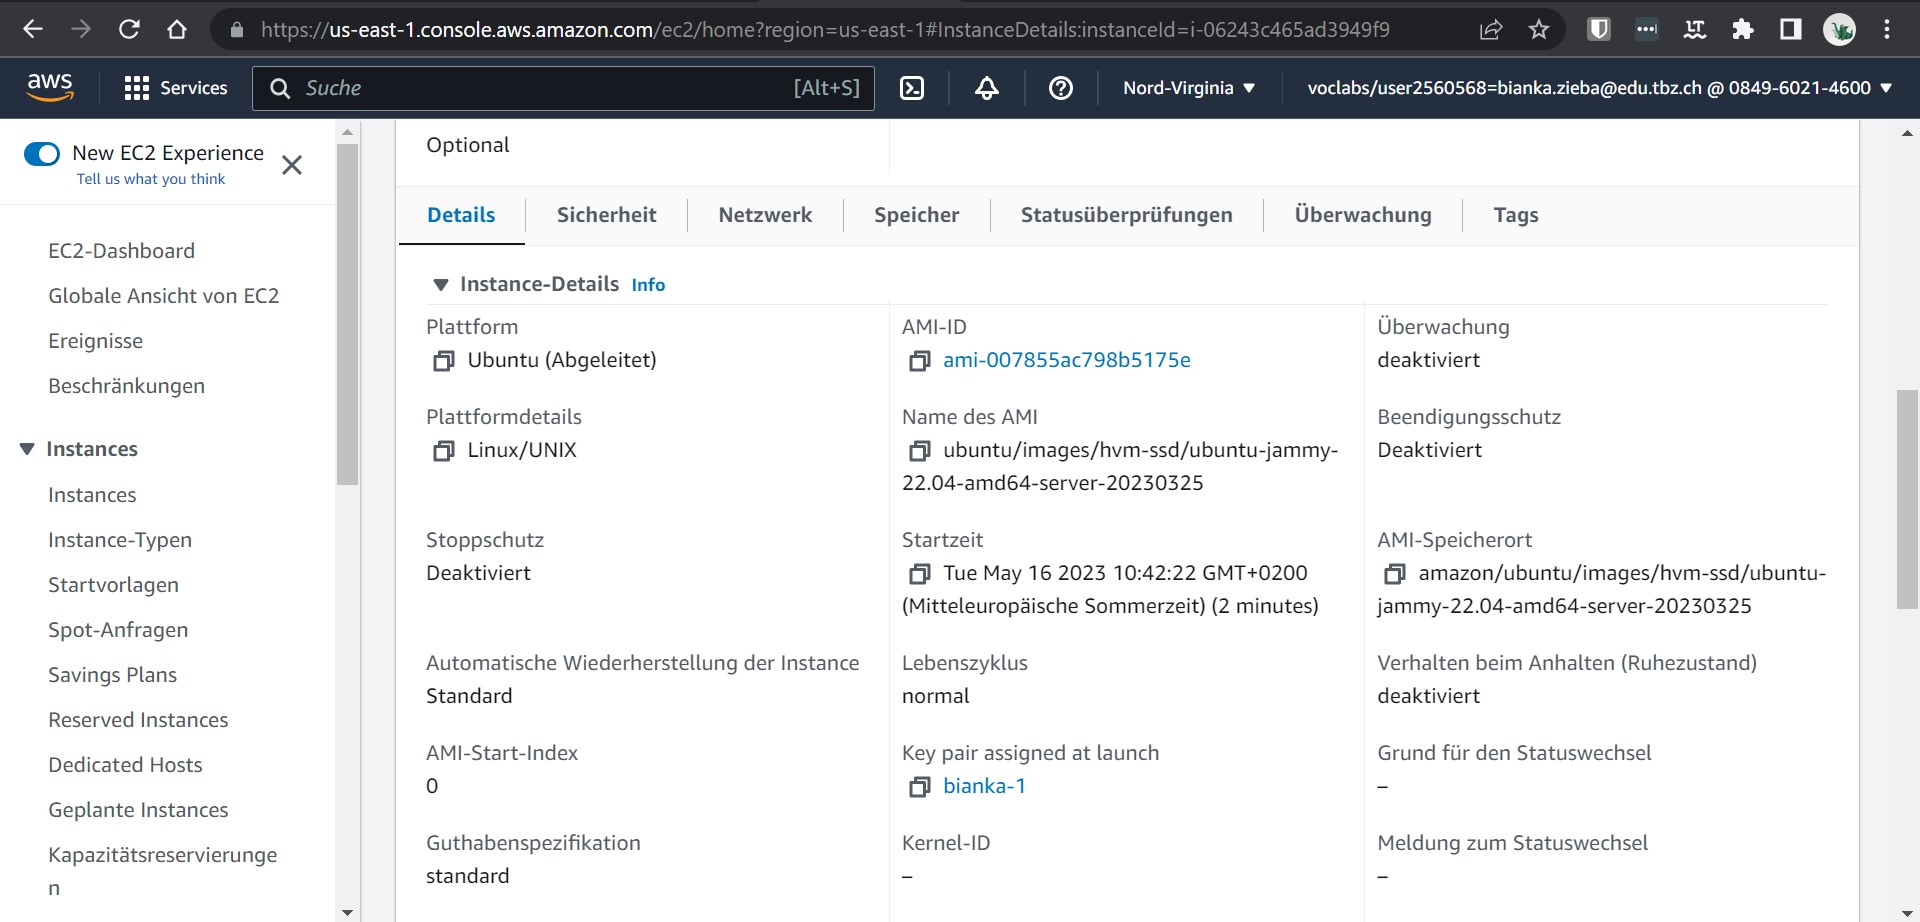 https://us-east-1.console.aws.amazon.com/ec2/home?region=us-east-1#InstanceDetails:instanceId=i-06243c465ad3949f9
aws
Services
Suche
[Alt+S]
Nord-Virginia
voclabs/user2560568=bianka.zieba@edu.tbz.ch @ 0849-6021-4600
New EC2 Experience
Tell us what you think
EC2-Dashboard
Globale Ansicht von EC2
Ereignisse
Beschränkungen
Instances
Instances
Instance-Typen
Startvorlagen
Spot-Anfragen
Savings Plans
Reserved Instances
Dedicated Hosts
Geplante Instances
Kapazitätsreservierunge
n
Optional
Details
Sicherheit
Netzwerk
Speicher
Statusüberprüfungen
Überwachung
Tags
Instance-Details Info
Plattform
Ubuntu (Abgeleitet)
AMI-ID
ami-007855ac798b5175e
Überwachung
deaktiviert
Plattformdetails
Linux/UNIX
Name des AMI
ubuntu/images/hvm-ssd/ubuntu-jammy-
22.04-amd64-server-20230325
Beendigungsschutz
Deaktiviert
Stoppschutz
Deaktiviert
Startzeit
Tue May 16 2023 10:42:22 GMT+0200
(Mitteleuropäische Sommerzeit) (2 minutes)
AMI-Speicherort
amazon/ubuntu/images/hvm-ssd/ubuntu-
jammy-22.04-amd64-server-20230325
Automatische Wiederherstellung der Instance
Standard
Lebenszyklus
normal
Verhalten beim Anhalten (Ruhezustand)
deaktiviert
AMI-Start-Index
0
Key pair assigned at launch
bianka-1
Grund für den Statuswechsel
–
Guthabenspezifikation
standard
Kernel-ID
–
Meldung zum Statuswechsel
–